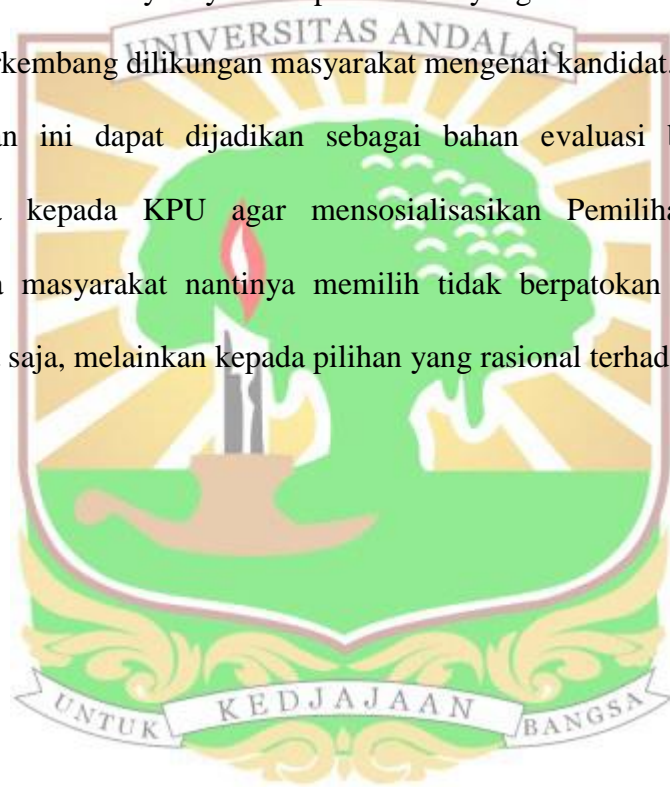 UNIVERSITAS ANDALAS
rkembang dilikungan masyarakat mengenai kandidat.
an ini dapat dijadikan sebagai bahan evaluasi
kepada KPU agar mensosialisasikan Pemiliha
masyarakat nantinya memilih tidak berpatokan
saja, melainkan kepada pilihan yang rasional terhad
UNTUK KEDJAJAAN BANGSA